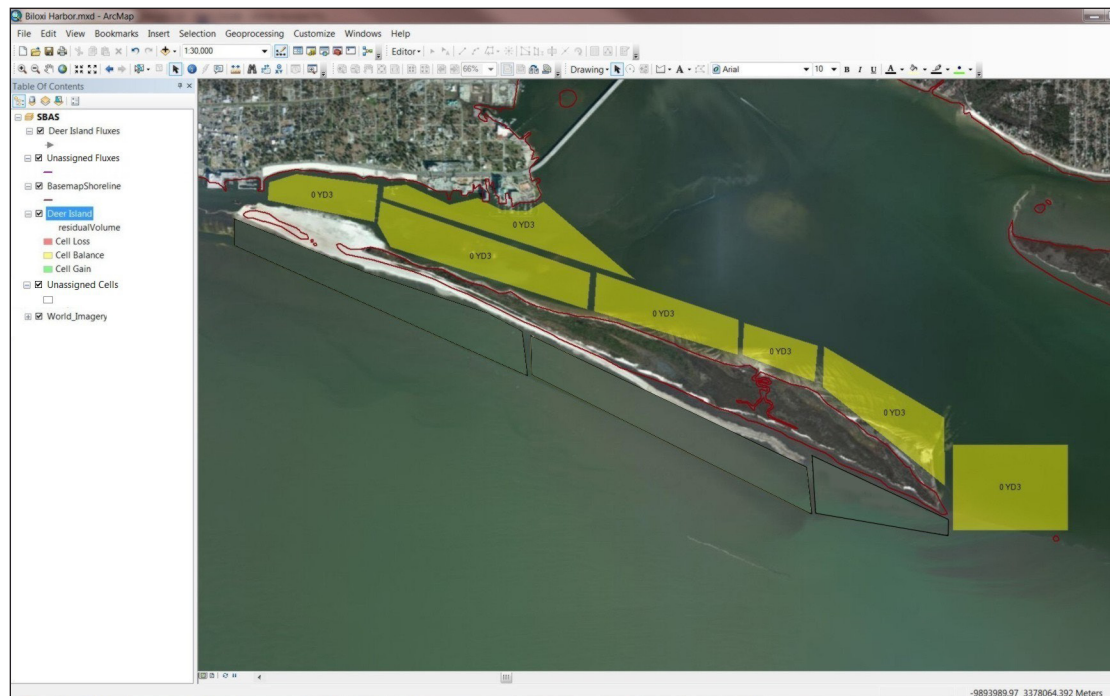 Biloxi Harbor.mxd - ArcMap
File Edit View Bookmarks Insert Selection Geoprocessing Customize Windows Help
1:30,000
Editor
66%
Drawing
A
Arial
10
B I U A
Table Of Contents
SBAS
Deer Island Fluxes
Unassigned Fluxes
BasemapShoreline
Deer Island
residualVolume
Cell Loss
Cell Balance
Cell Gain
Unassigned Cells
World_Imagery
0 YD3
0 YD3
0 YD3
0 YD3
0 YD3
0 YD3
0 YD3
-9893989.97 3378064.392 Meters